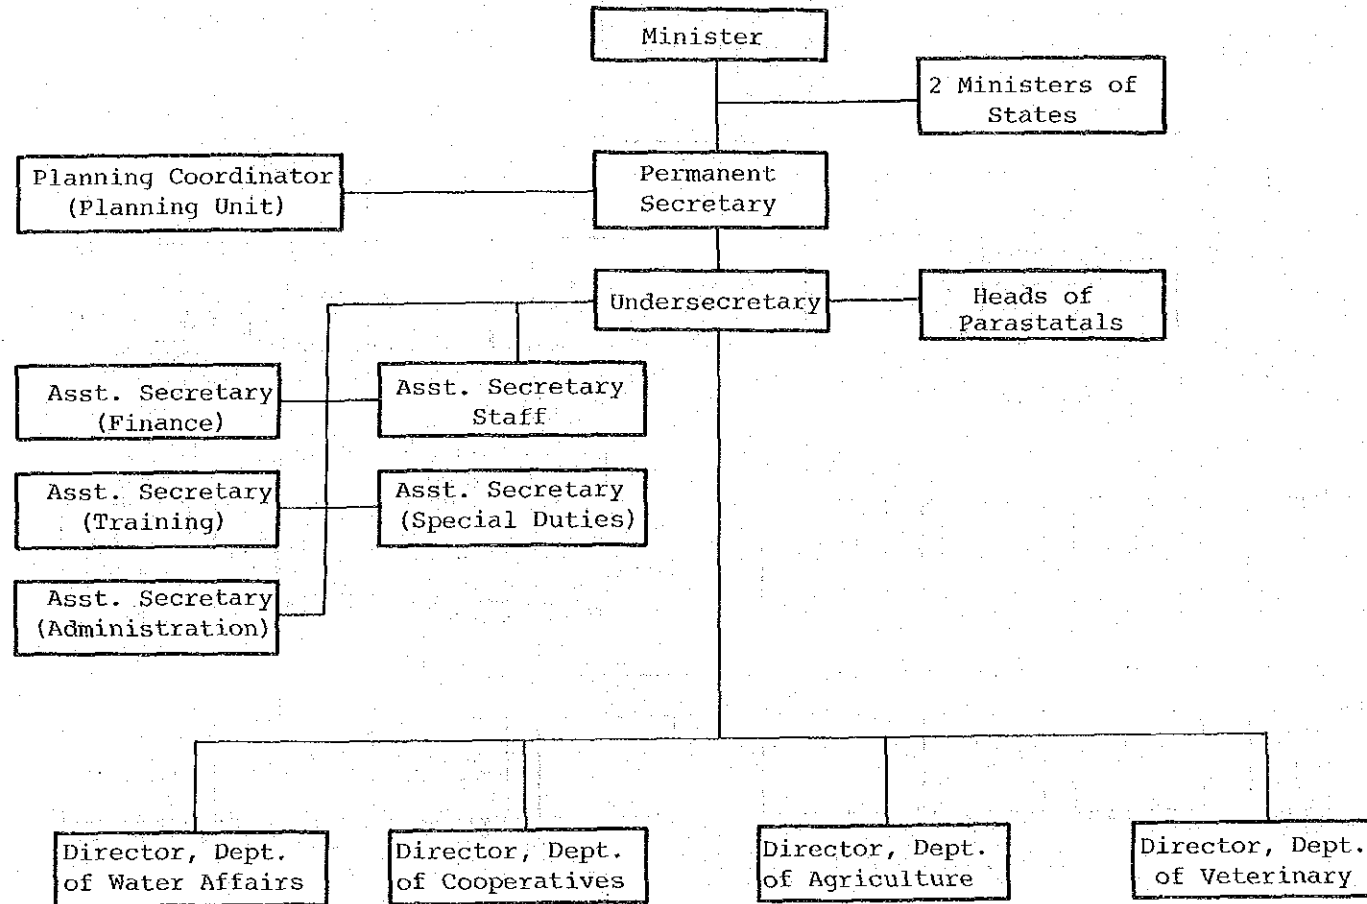 Minister
2 Ministers of
States
Planning Coordinator
(Planning Unit)
Permanent
Secretary
Undersecretary
Heads of
Parastatals
Asst. Secretary
(Finance)
Asst. Secretary
Staff
Asst. Secretary
(Training)
Asst. Secretary
(Special Duties)
Asst. Secretary
(Administration)
Director, Dept.
of Water Affairs
Director, Dept.
of Cooperatives
Director, Dept.
of Agriculture
Director, Dept.
of Veterinary